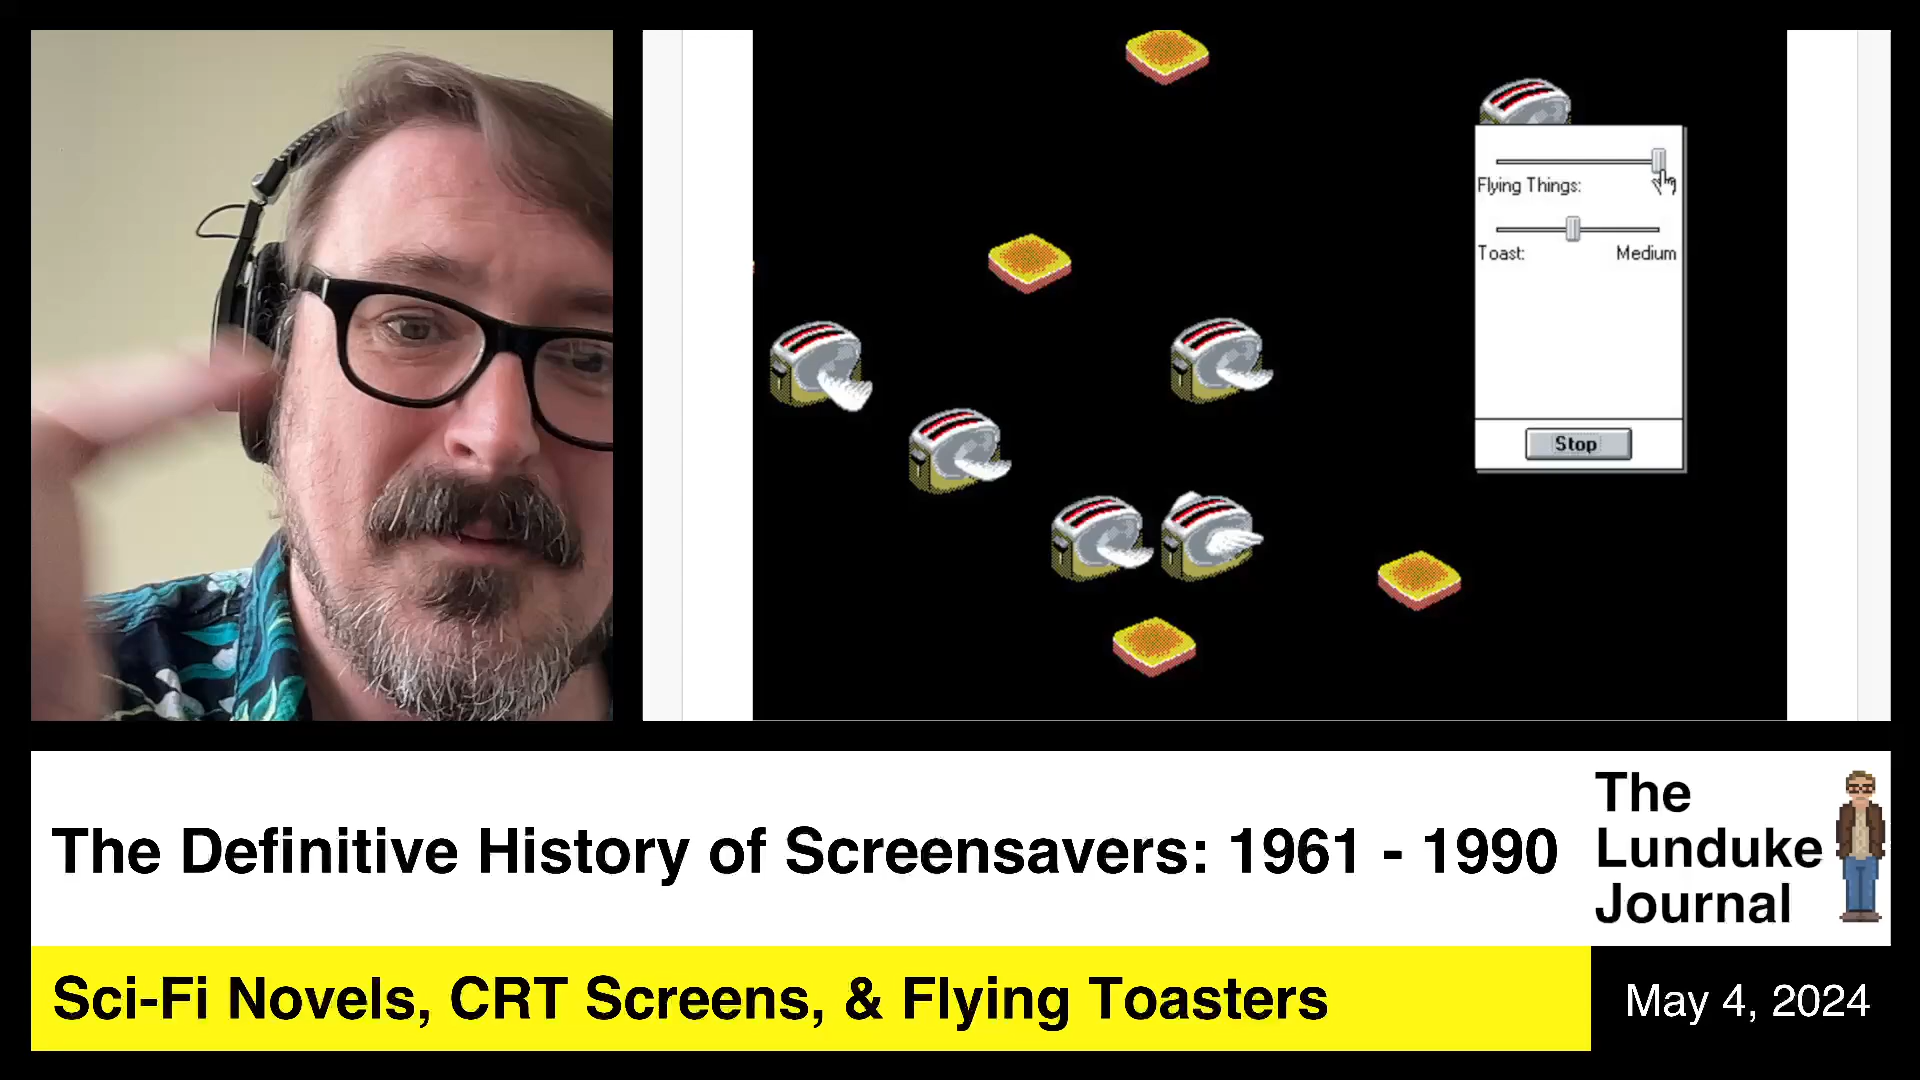 Flying Things:
Toast: Medium
Stop
The Definitive History of Screensavers: 1961 - 1990
The
Lunduke
Journal
Sci-Fi Novels, CRT Screens, & Flying Toasters
May 4, 2024